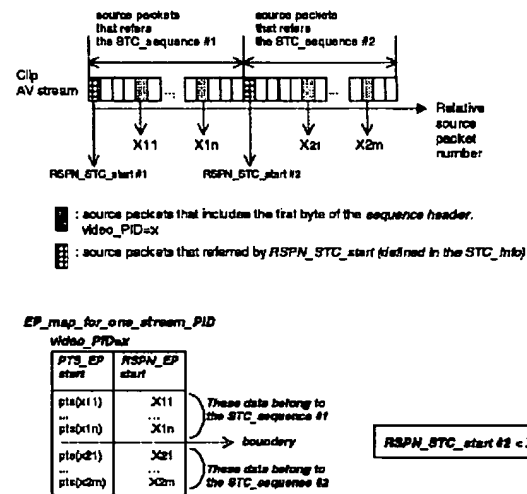 source packets
that refers
the STC_sequence #1
source packets
that refers
the STC_sequence #2
Clip
AV stream
...
...
...
...
Relative
source
packet
number
X11
X1n
X21
X2m
RSPN_STC_start #1
RSPN_STC_start #2
: source packets that includes the first byte of the sequence header.
video_PID=x
: source packets that referred by RSPN_STC_start (defined in the STC_Info)
EP_map_for_one_stream_PID
video_PID=x
PTS_EP start
RSPN_EP start
pts(x11) X11
... ...
pts(x1n) X1n
These data belong to
the STC_sequence #1
boundary
pts(x21) X21
... ...
pts(x2m) X2m
These data belong to
the STC_sequence #2
RSPN_STC_start #2 <